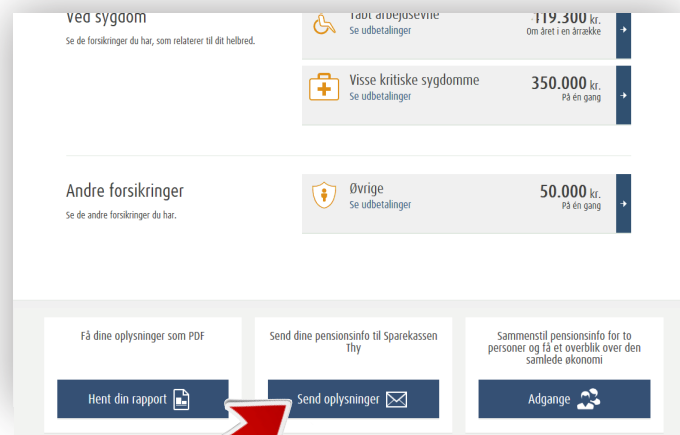 Ved sygdom
Se de forsikringer du har, som relaterer til dit helbred.
Tabt arbejdsevne
Se udbetalinger
119.300 kr.
Om året i en årrække
Visse kritiske sygdomme
Se udbetalinger
350.000 kr.
På én gang
Andre forsikringer
Se de andre forsikringer du har.
Øvrige
Se udbetalinger
50.000 kr.
På én gang
Få dine oplysninger som PDF
Hent din rapport
Send dine pensionsinfo til Sparekassen
Thy
Send oplysninger
Sammenstil pensionsinfo for to
personer og få et overblik over den
samlede økonomi
Adgange